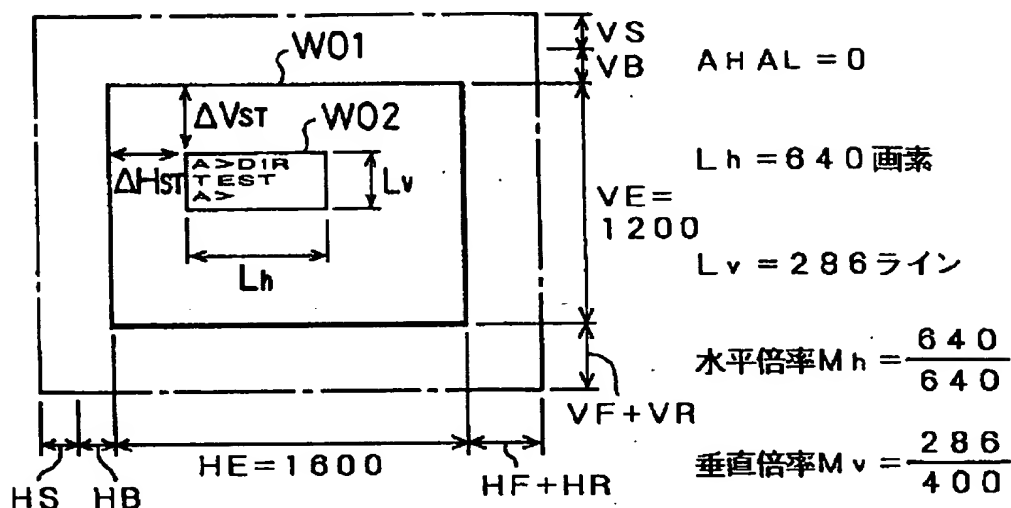 VS
VB
W01
ΔVST
W02
A>DIR
TEST
A>
ΔHST
Lv
Lh
VE=
1200
VF+VR
HE=1600
HS
HB
HF+HR
AHAL=0
Lh=640画素
Lv=286ライン
水平倍率Mh=640/640
垂直倍率Mv=286/400